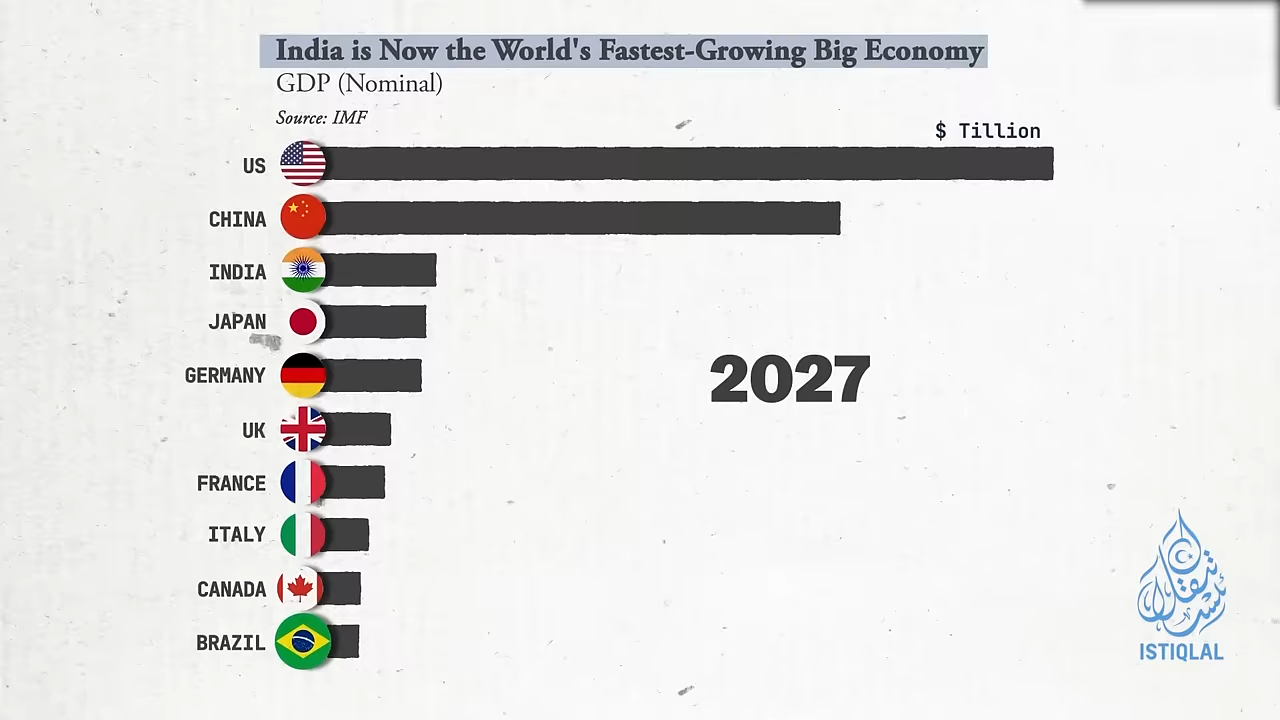 India is Now the World's Fastest-Growing Big Economy
GDP (Nominal)
Source: IMF
$ Tillion
US
CHINA
INDIA
JAPAN
GERMANY
2027
UK
FRANCE
ITALY
CANADA
BRAZIL
ISTIQLAL